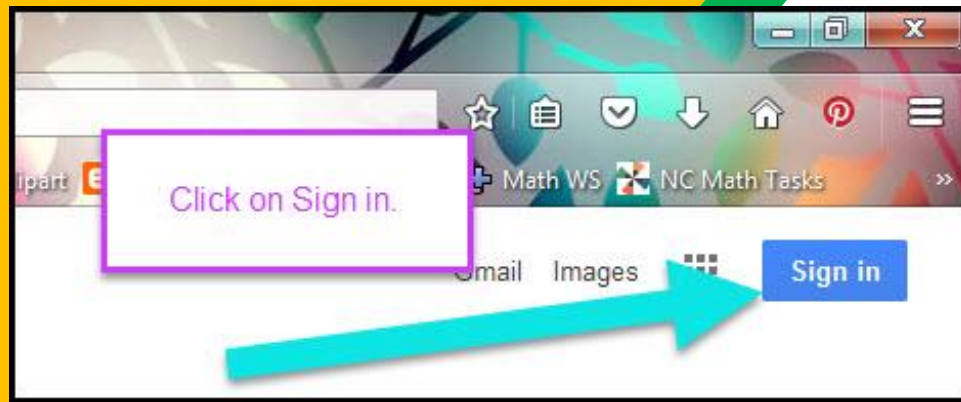 ipart Math WS NC Math Tasks »
Click on Sign in.
Gmail Images Sign in